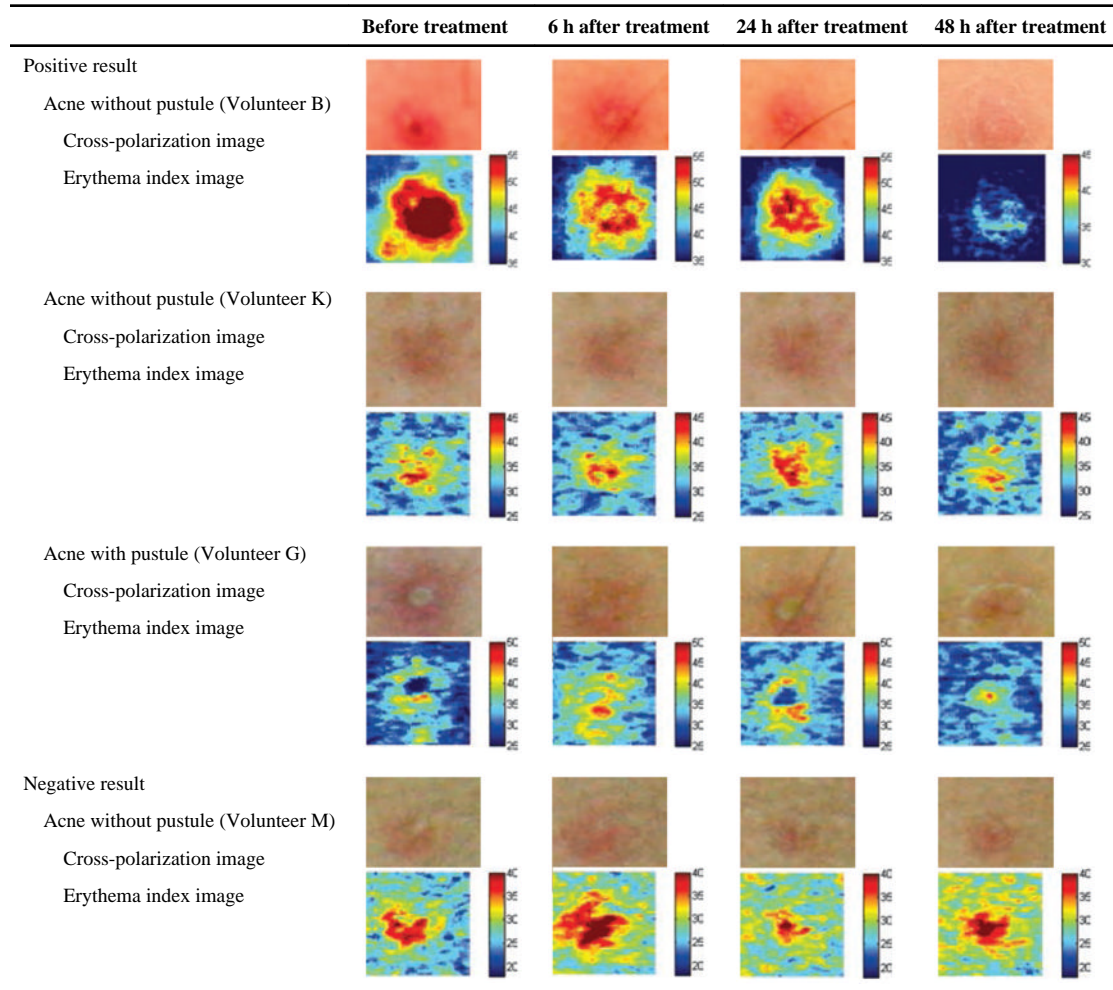 Before treatment 6 h after treatment 24 h after treatment 48 h after treatment
Positive result
Acne without pustule (Volunteer B)
Cross-polarization image
Erythema index image
Acne without pustule (Volunteer K)
Cross-polarization image
Erythema index image
Acne with pustule (Volunteer G)
Cross-polarization image
Erythema index image
Negative result
Acne without pustule (Volunteer M)
Cross-polarization image
Erythema index image